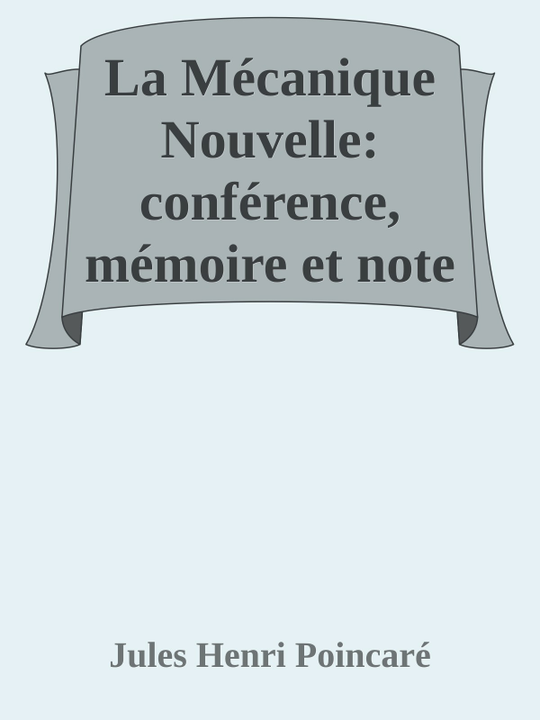 La Mécanique
Nouvelle:
conférence,
mémoire et note
Jules Henri Poincaré